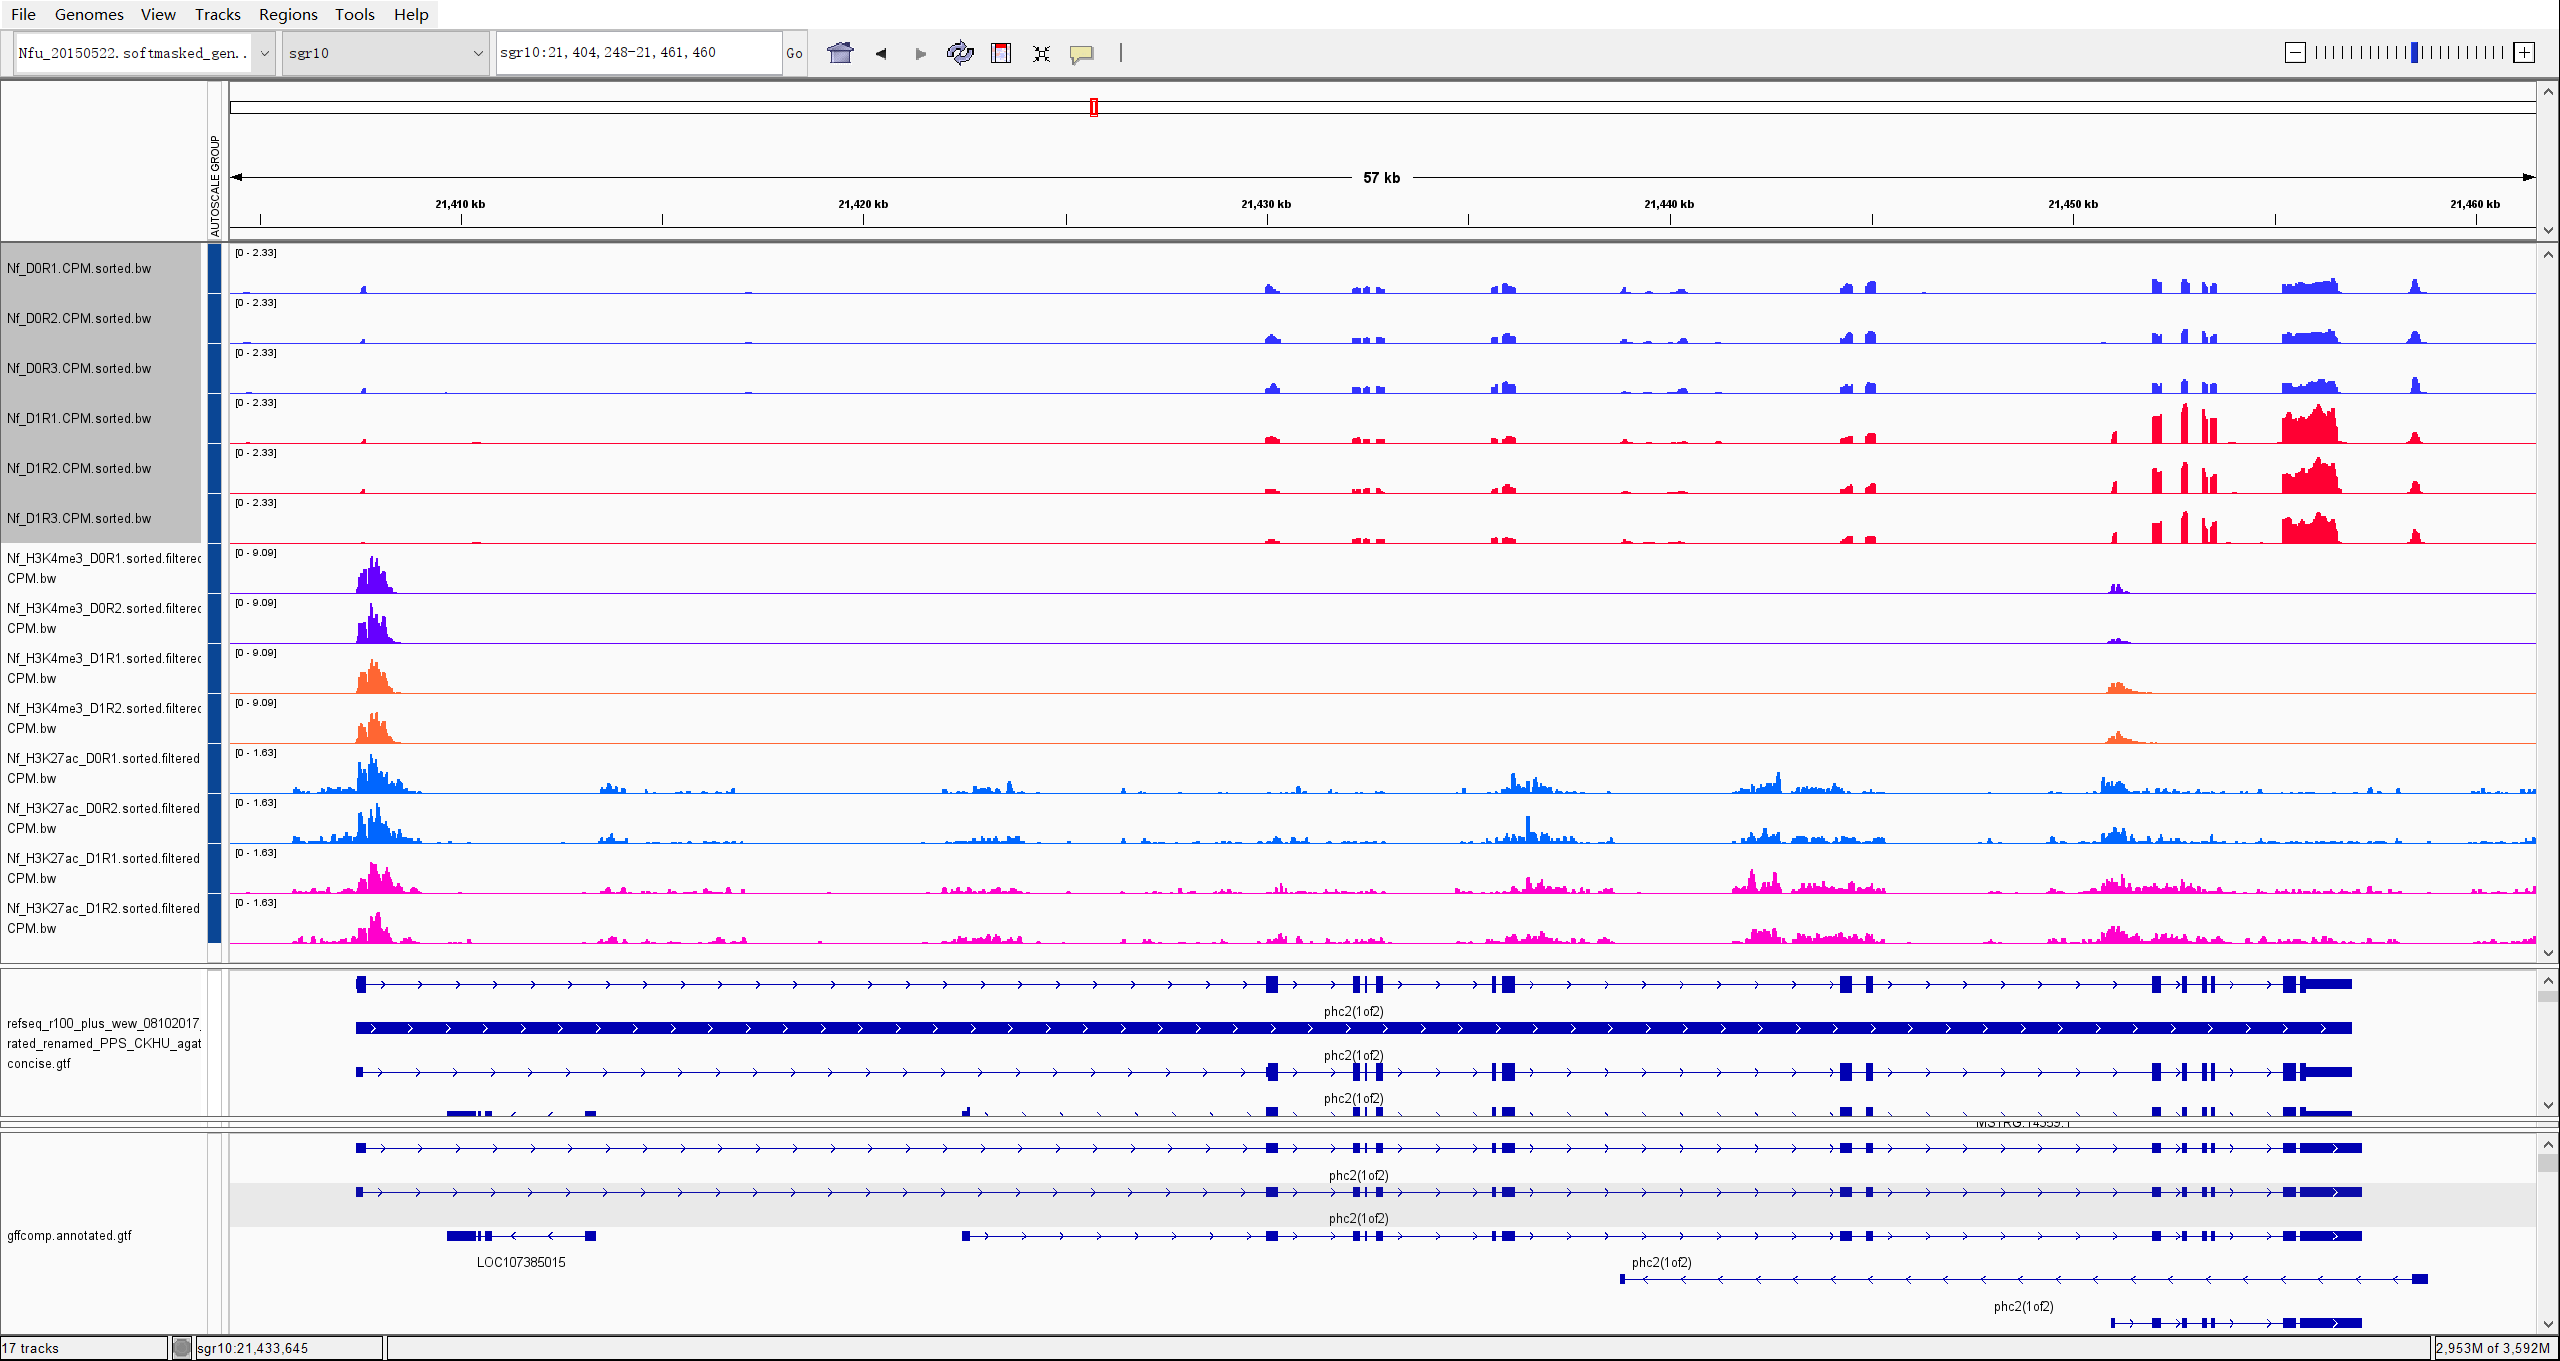 File Genomes View Tracks Regions Tools Help
Nfu_20150522.softmasked_gen.. sgr10 sgr10:21,404,248-21,461,460 Go
AUTOSCALE GROUP
57 kb
21,410 kb 21,420 kb 21,430 kb 21,440 kb 21,450 kb 21,460 kb
[0 - 2.33]
Nf_D0R1.CPM.sorted.bw
[0 - 2.33]
Nf_D0R2.CPM.sorted.bw
[0 - 2.33]
Nf_D0R3.CPM.sorted.bw
[0 - 2.33]
Nf_D1R1.CPM.sorted.bw
[0 - 2.33]
Nf_D1R2.CPM.sorted.bw
[0 - 2.33]
Nf_D1R3.CPM.sorted.bw
[0 - 9.09]
Nf_H3K4me3_D0R1.sorted.filterec
CPM.bw
[0 - 9.09]
Nf_H3K4me3_D0R2.sorted.filterec
CPM.bw
[0 - 9.09]
Nf_H3K4me3_D1R1.sorted.filterec
CPM.bw
[0 - 9.09]
Nf_H3K4me3_D1R2.sorted.filterec
CPM.bw
[0 - 1.63]
Nf_H3K27ac_D0R1.sorted.filtered
CPM.bw
[0 - 1.63]
Nf_H3K27ac_D0R2.sorted.filtered
CPM.bw
[0 - 1.63]
Nf_H3K27ac_D1R1.sorted.filtered
CPM.bw
[0 - 1.63]
Nf_H3K27ac_D1R2.sorted.filtered
CPM.bw
phc2(1of2)
refseq_r100_plus_wew_08102017_
rated_renamed_PPS_CKHU_agat
concise.gtf
phc2(1of2)
phc2(1of2)
MSTRG.14559.1
phc2(1of2)
phc2(1of2)
gffcomp.annotated.gtf
LOC107385015 phc2(1of2)
phc2(1of2)
17 tracks sgr10:21,433,645 2,953M of 3,592M